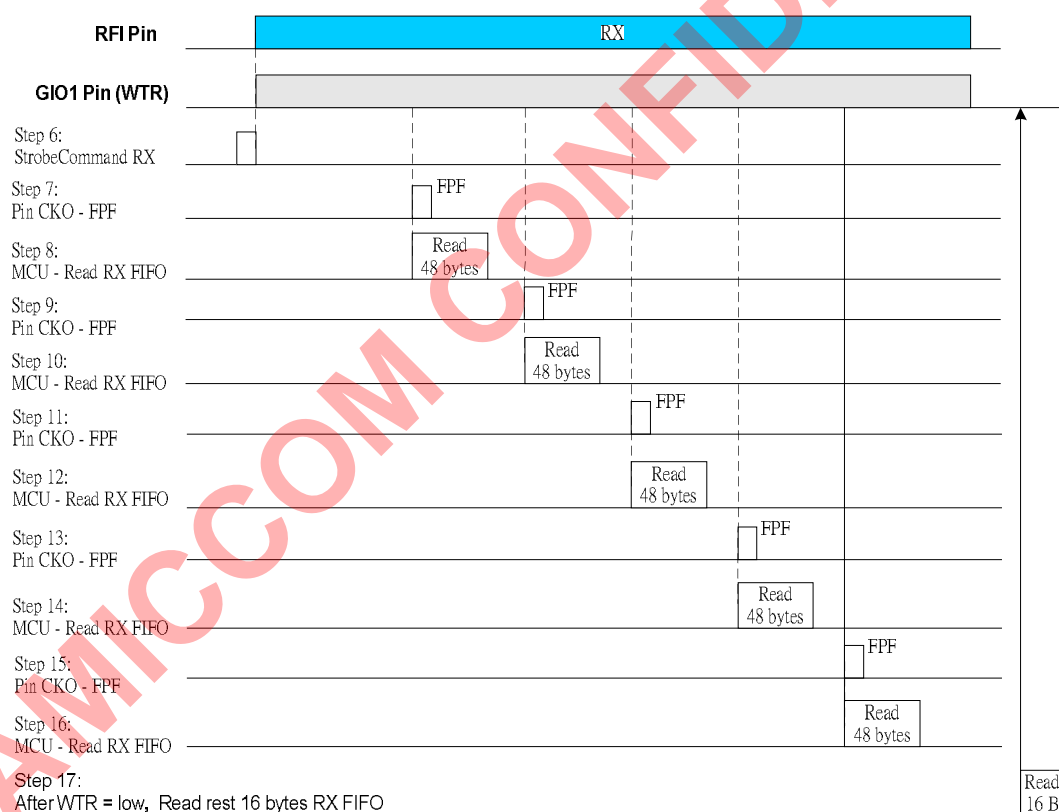 RFI Pin
RX
GIO1 Pin (WTR)
Step 6:
StrobeCommand RX
Step 7:
Pin CKO - FPF
FPF
Step 8:
MCU - Read RX FIFO
Read
48 bytes
Step 9:
Pin CKO - FPF
FPF
Step 10:
MCU - Read RX FIFO
Read
48 bytes
Step 11:
Pin CKO - FPF
FPF
Step 12:
MCU - Read RX FIFO
Read
48 bytes
Step 13:
Pin CKO - FPF
FPF
Step 14:
MCU - Read RX FIFO
Read
48 bytes
Step 15:
Pin CKO - FPF
FPF
Step 16:
MCU - Read RX FIFO
Read
48 bytes
Step 17:
After WTR = low, Read rest 16 bytes RX FIFO
Read
16 B
AMICCOM CONFID